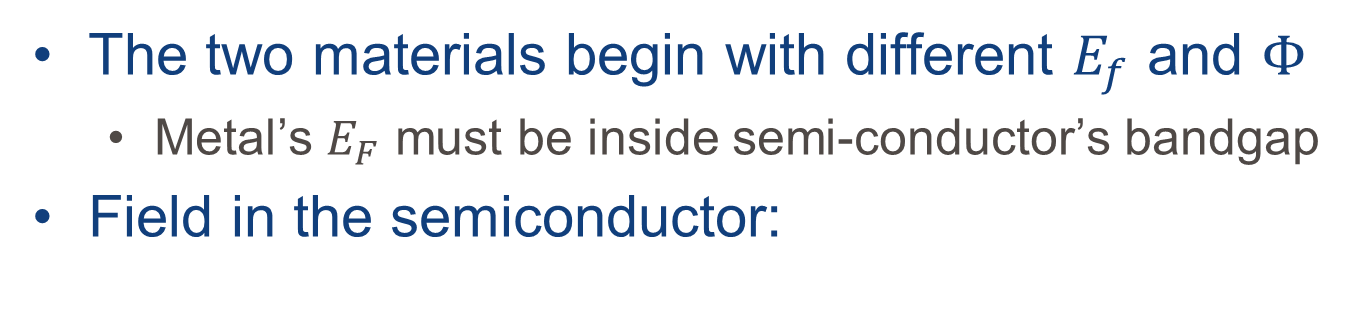 • The two materials begin with different E_f and Φ
• Metal’s E_F must be inside semi-conductor’s bandgap
• Field in the semiconductor: